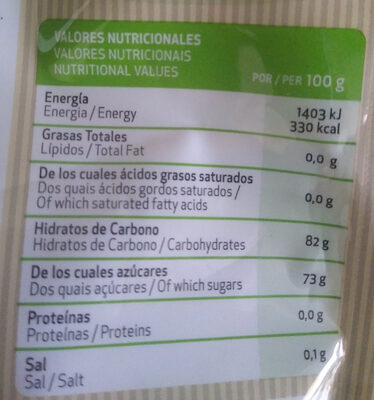 VALORES NUTRICIONALES
VALORES NUTRICIONAIS
NUTRITIONAL VALUES
POR / PER 100 g
Energía
Energia / Energy
1403 kJ
330 kcal
Grasas Totales
Lípidos / Total Fat
0,0 g
De los cuales ácidos grasos saturados
Dos quais ácidos gordos saturados /
Of which saturated fatty acids
0,0 g
Hidratos de Carbono
Hidratos de Carbono / Carbohydrates
82 g
De los cuales azúcares
Dos quais açúcares / Of which sugars
73 g
Proteínas
Proteínas / Proteins
0,0 g
Sal
Sal / Salt
0,1 g